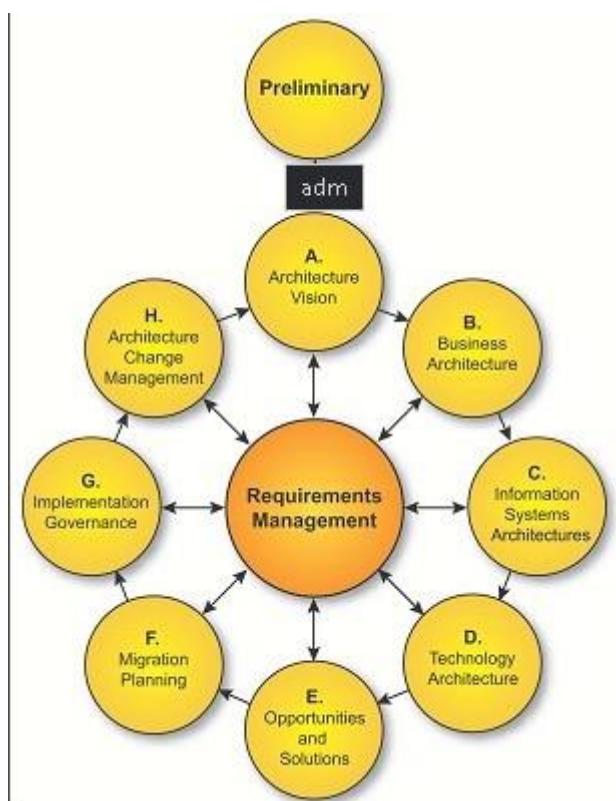 Preliminary
adm
A.
Architecture
Vision
H.
Architecture
Change
Management
B.
Business
Architecture
G.
Implementation
Governance
Requirements
Management
C.
Information
Systems
Architectures
F.
Migration
Planning
D.
Technology
Architecture
E.
Opportunities
and
Solutions